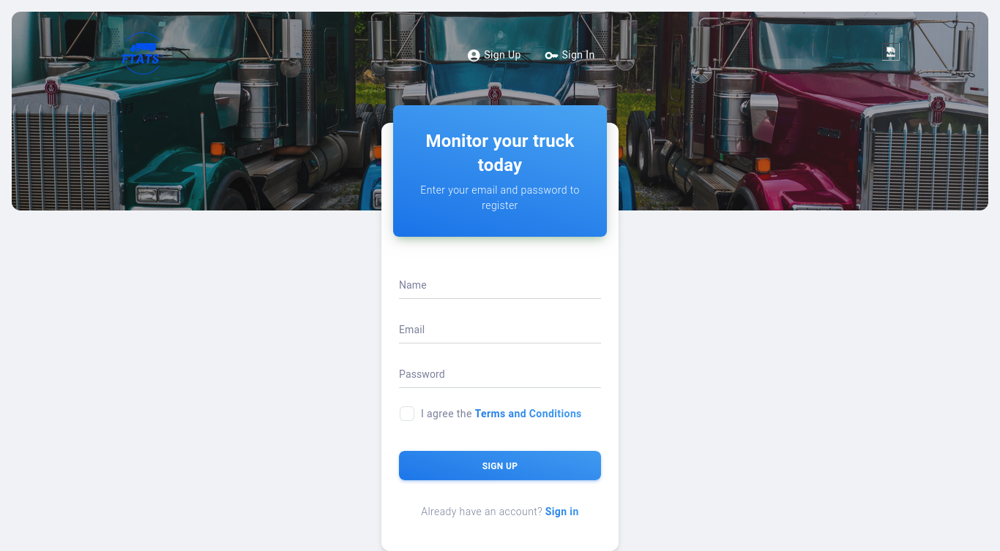 FTATS
Sign Up
Sign In
Monitor your truck
today
Enter your email and password to
register
Name
Email
Password
I agree the Terms and Conditions
SIGN UP
Already have an account? Sign in